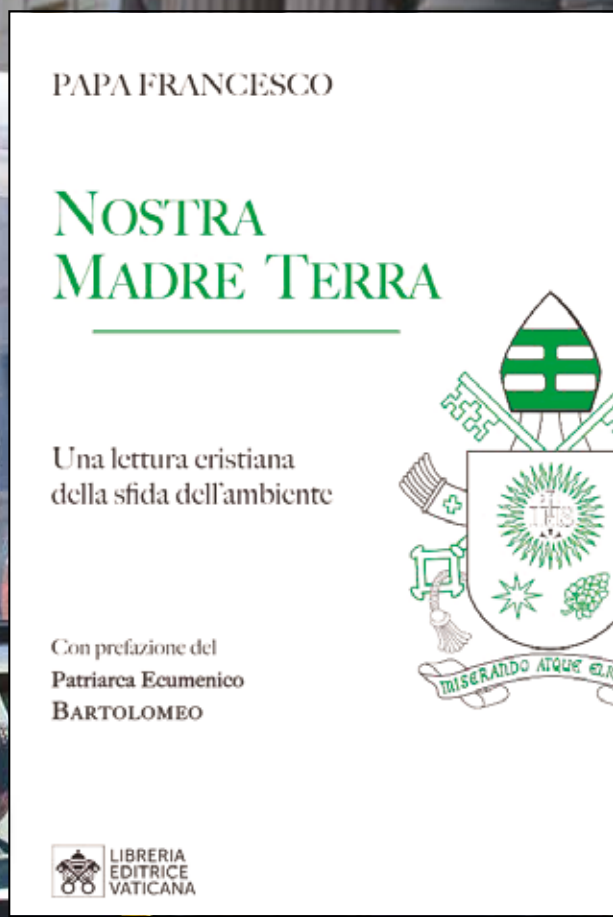 PAPA FRANCESCO
NOSTRA
MADRE TERRA
Una lettura cristiana
della sfida dell'ambiente
Con prefazione del
Patriarca Ecumenico
BARTOLOMEO
IHS
MISERANDO ATQUE
LIBRERIA
EDITRICE
VATICANA